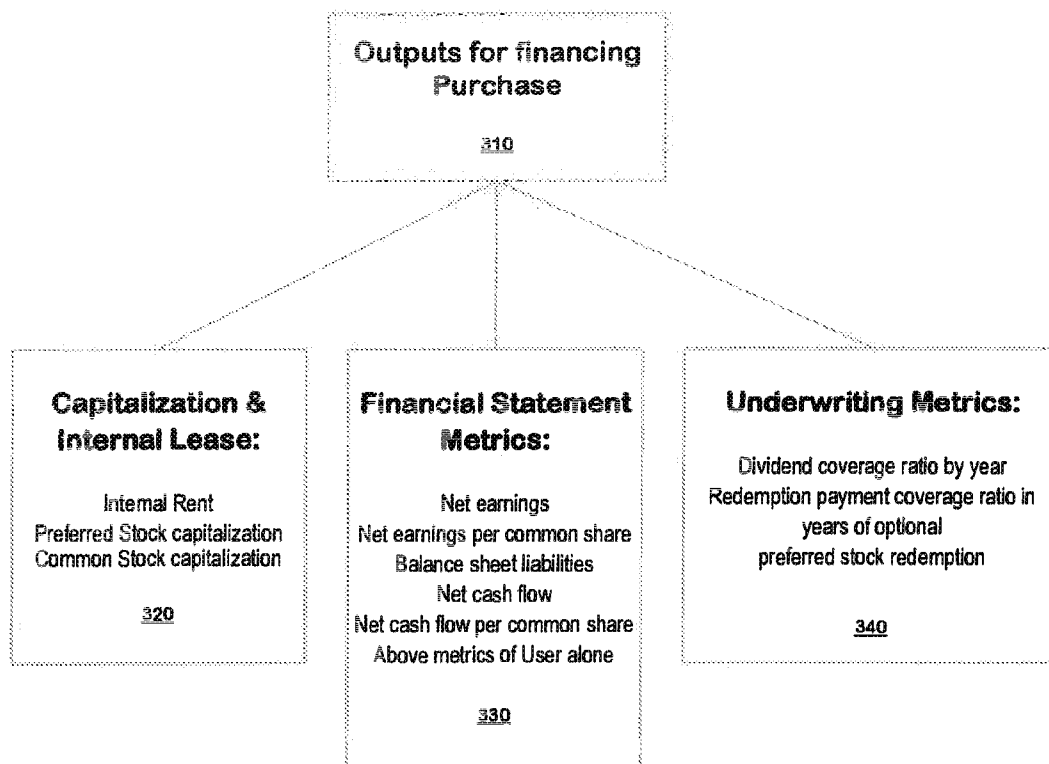 Outputs for financing
Purchase
310
Capitalization &
Internal Lease:
Internal Rent
Preferred Stock capitalization
Common Stock capitalization
320
Financial Statement
Metrics:
Net earnings
Net earnings per common share
Balance sheet liabilities
Net cash flow
Net cash flow per common share
Above metrics of User alone
330
Underwriting Metrics:
Dividend coverage ratio by year
Redemption payment coverage ratio in
years of optional
preferred stock redemption
340